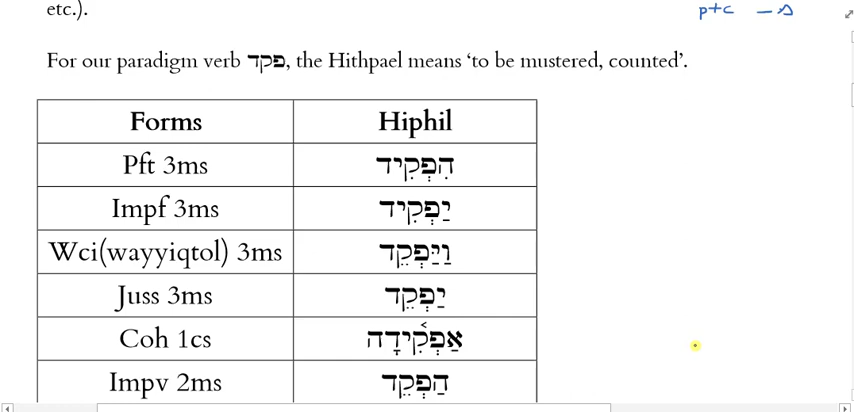 etc.).
p+c – s
For our paradigm verb פקד, the Hithpael means ‘to be mustered, counted’.
Forms Hiphil
Pft 3ms הִפְקִיד
Impf 3ms יַפְקִיד
Wci(wayyiqtol) 3ms וַיַּפְקֵד
Juss 3ms יַפְקֵד
Coh 1cs אַפְקִ֫ידָה
Impv 2ms הַפְקֵד